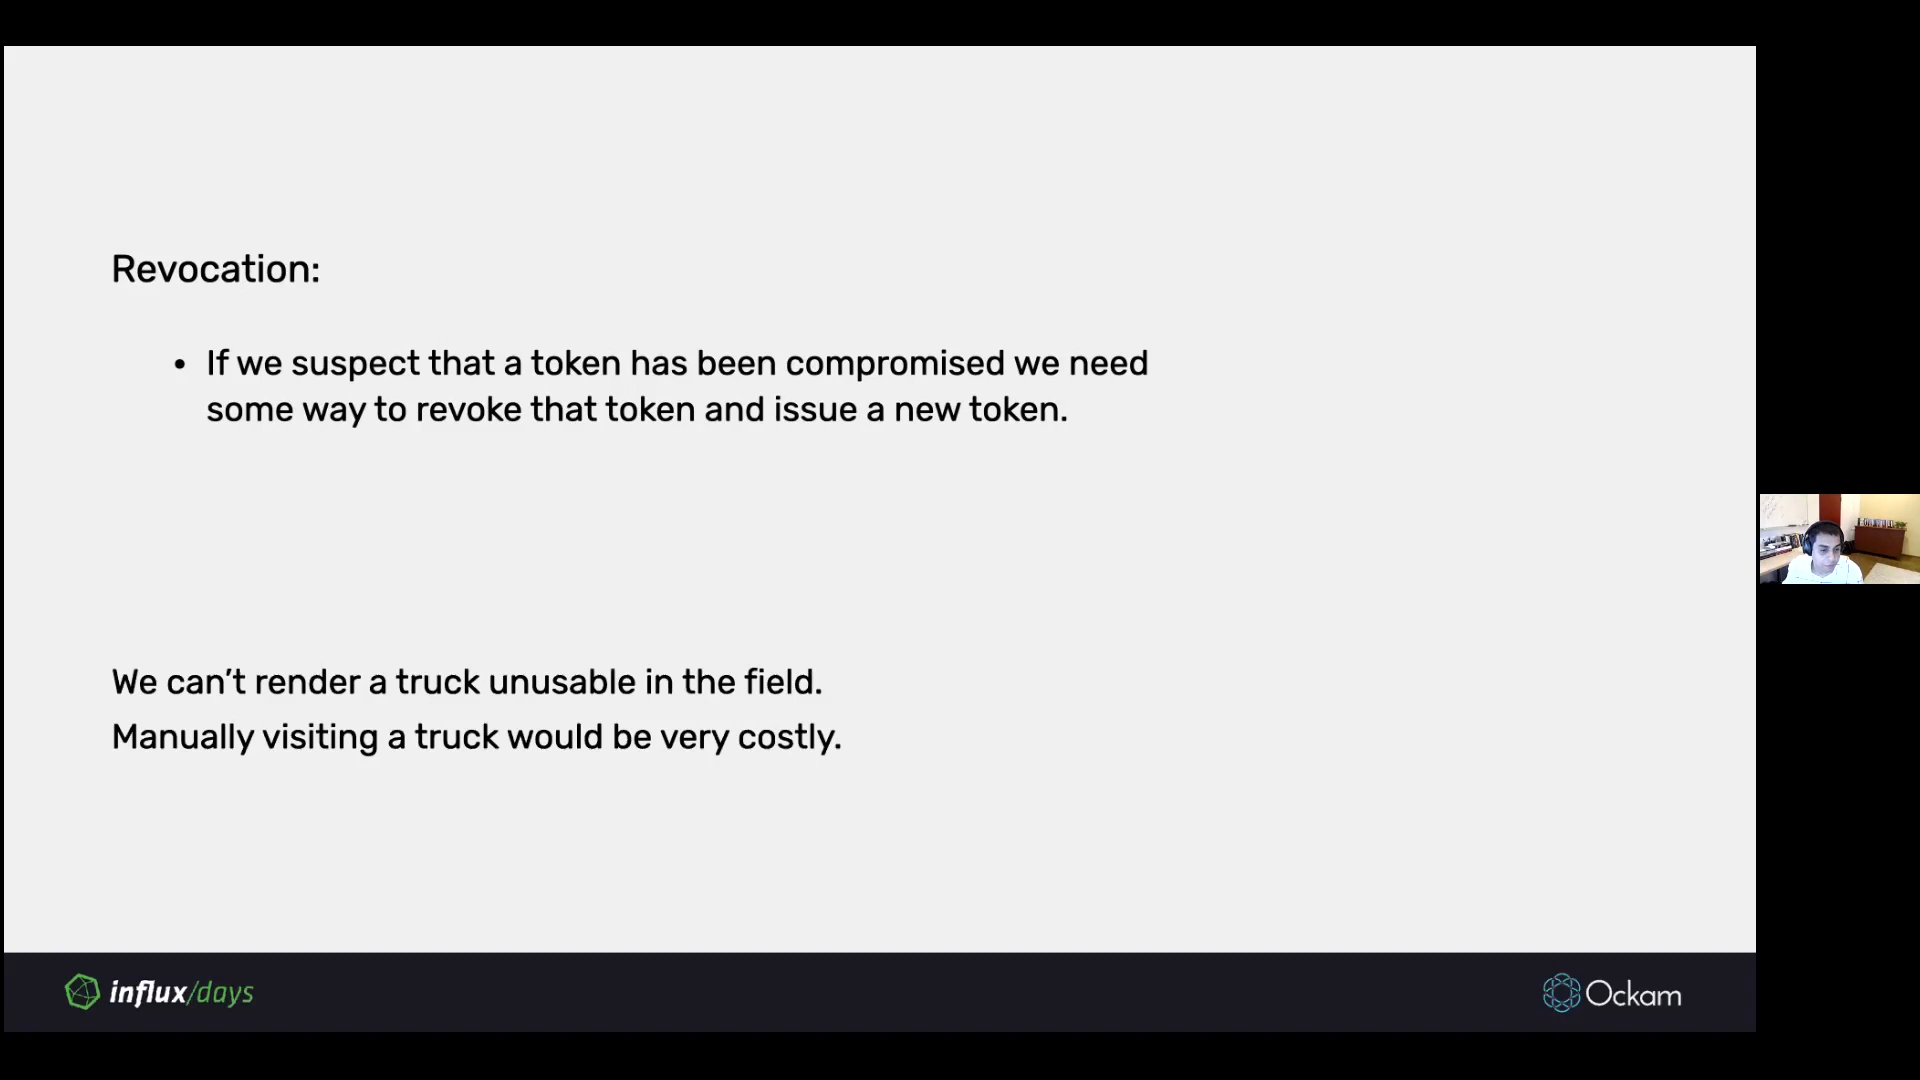 Revocation:
• If we suspect that a token has been compromised we need
some way to revoke that token and issue a new token.
We can’t render a truck unusable in the field.
Manually visiting a truck would be very costly.
influx/days
Ockam